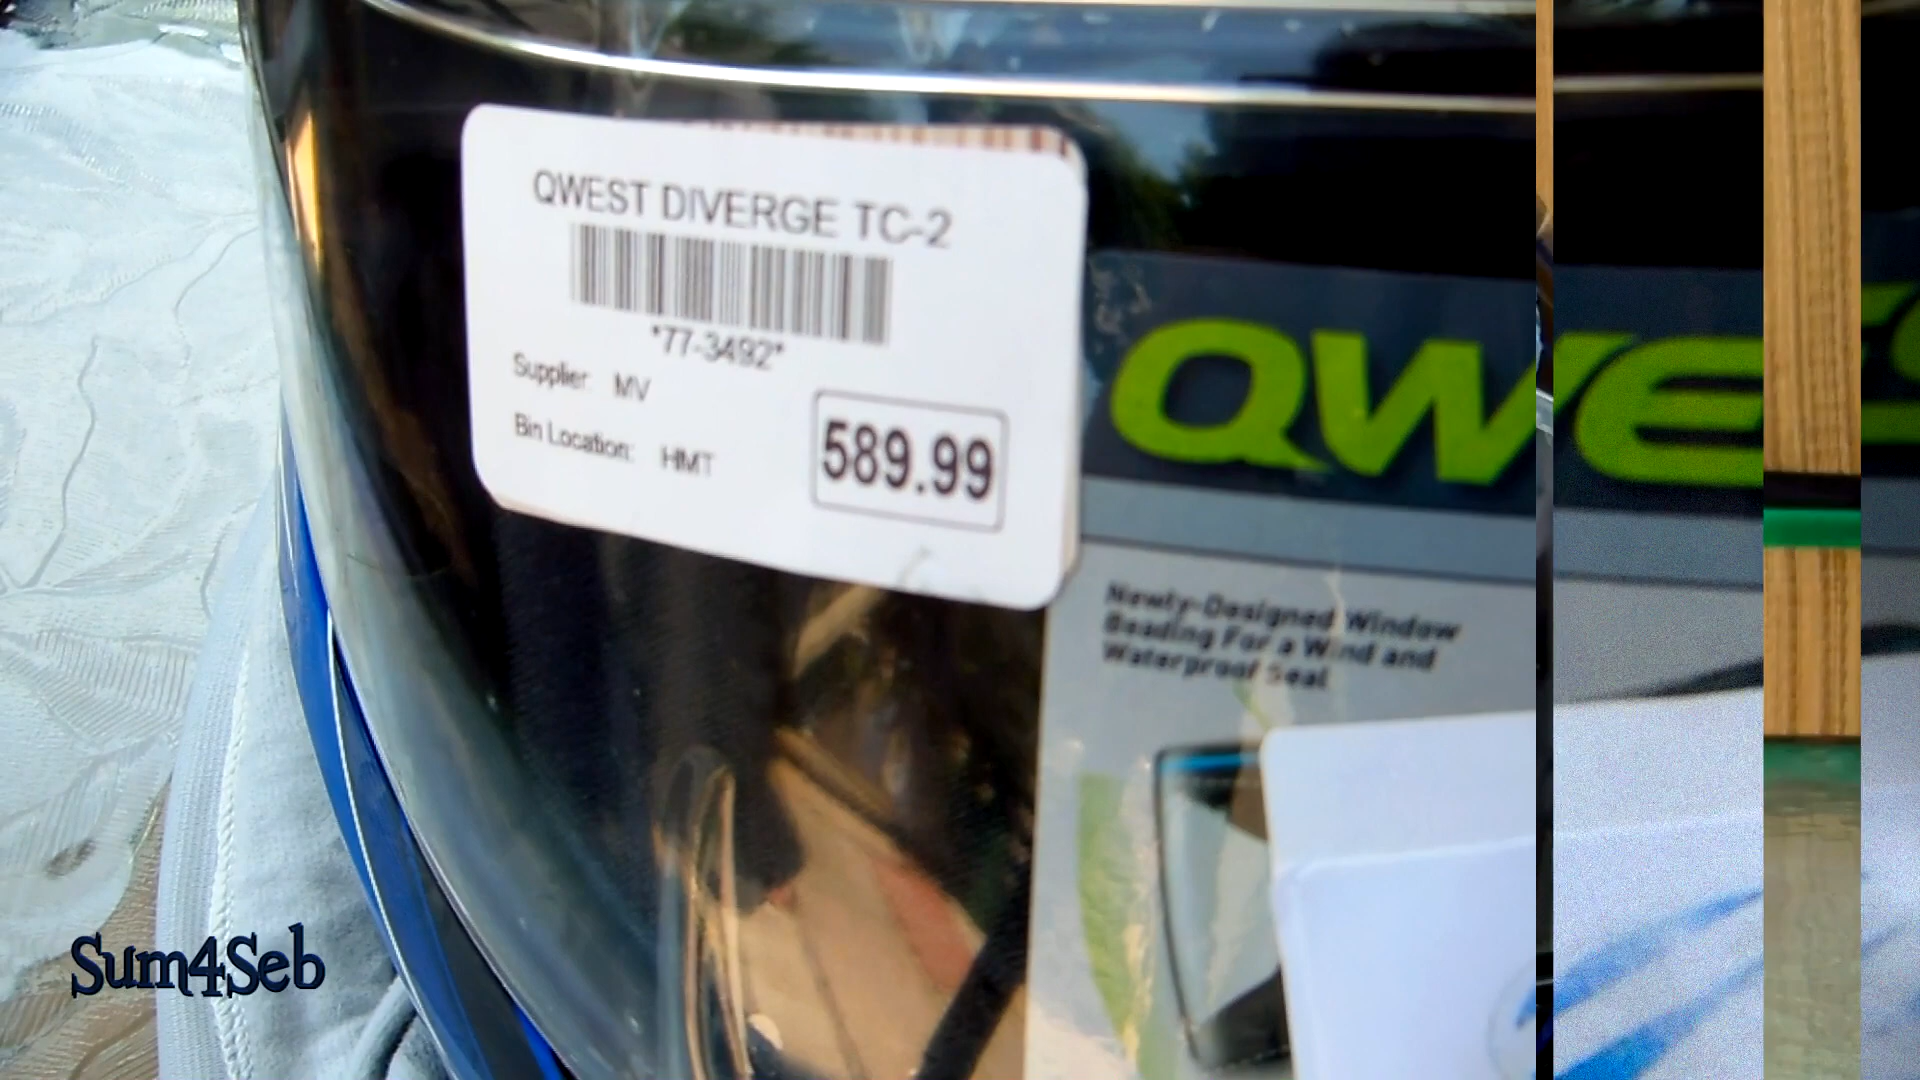 QWEST DIVERGE TC-2
*77-3492*
Supplier: MV
Bin Location: HMT
589.99
QWES
Newly-Designed Window
Beading For a Wind and
Waterproof Seal
Sum4Seb